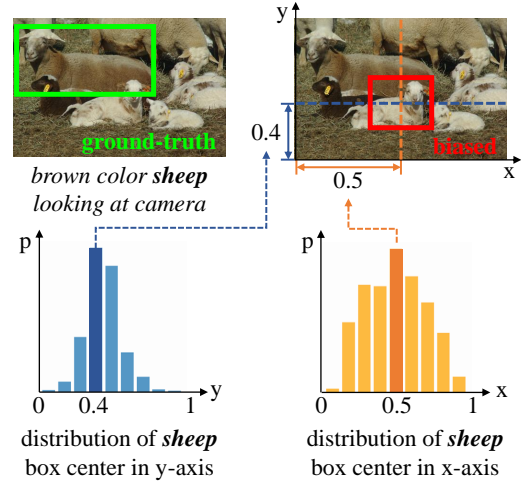 ground-truth
brown color sheep
looking at camera
y
0.4
biased
x
0.5
p
0 0.4 1 y
distribution of sheep
box center in y-axis
p
0 0.5 1 x
distribution of sheep
box center in x-axis